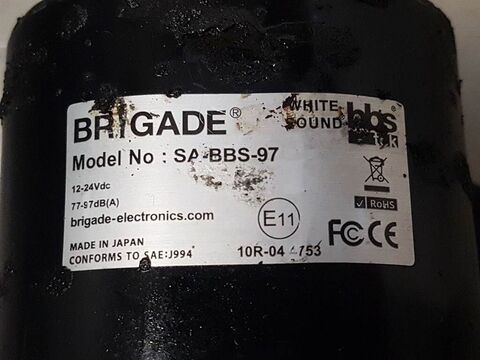 BRIGADE®
WHITE SOUND
bbs
tek
Model No : SA-BBS-97
12-24Vdc
77-97dB(A)
brigade-electronics.com
✓ RoHS
E11
FC CE
MADE IN JAPAN
CONFORMS TO SAE:J994
10R-04